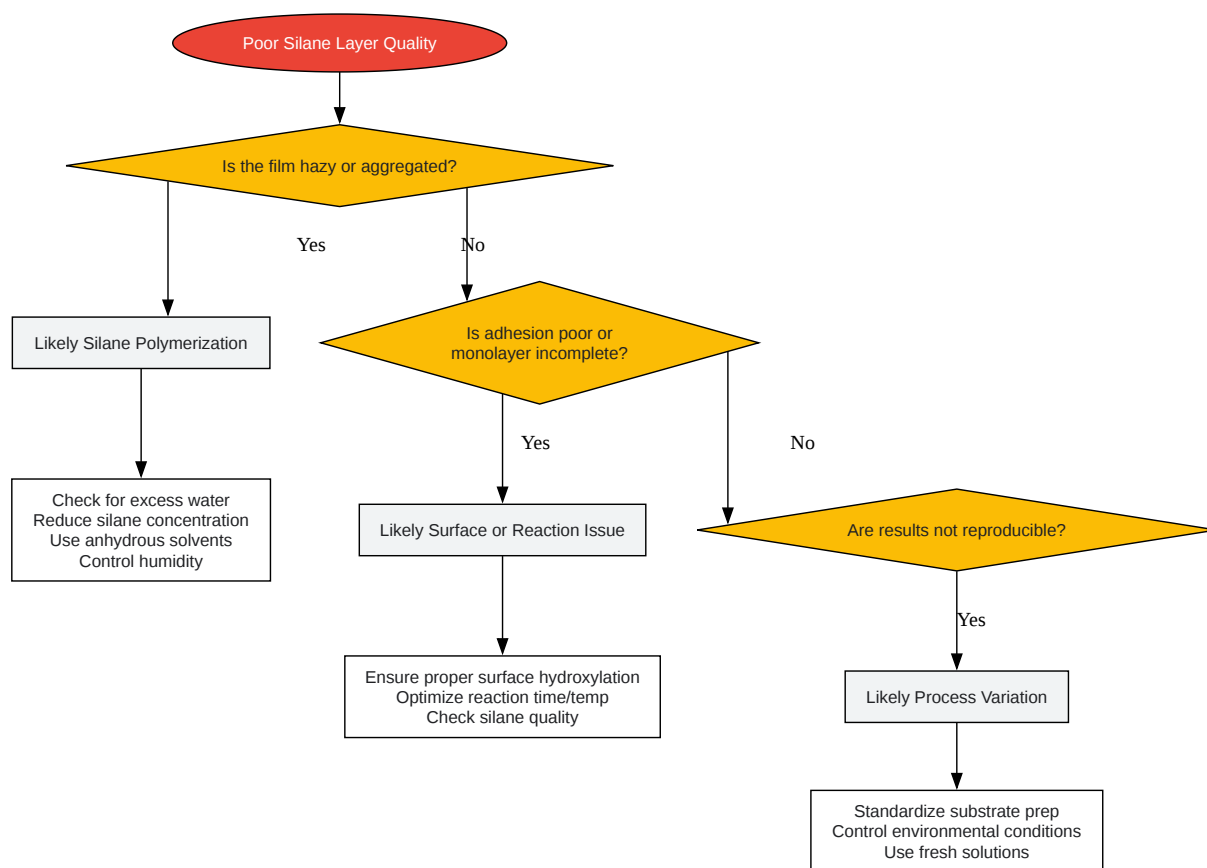 Poor Silane Layer Quality
Is the film hazy or aggregated?
Yes
No
Likely Silane Polymerization
Is adhesion poor or
monolayer incomplete?
Yes
No
Check for excess water
Reduce silane concentration
Use anhydrous solvents
Control humidity
Likely Surface or Reaction Issue
Are results not reproducible?
Yes
Ensure proper surface hydroxylation
Optimize reaction time/temp
Check silane quality
Likely Process Variation
Standardize substrate prep
Control environmental conditions
Use fresh solutions